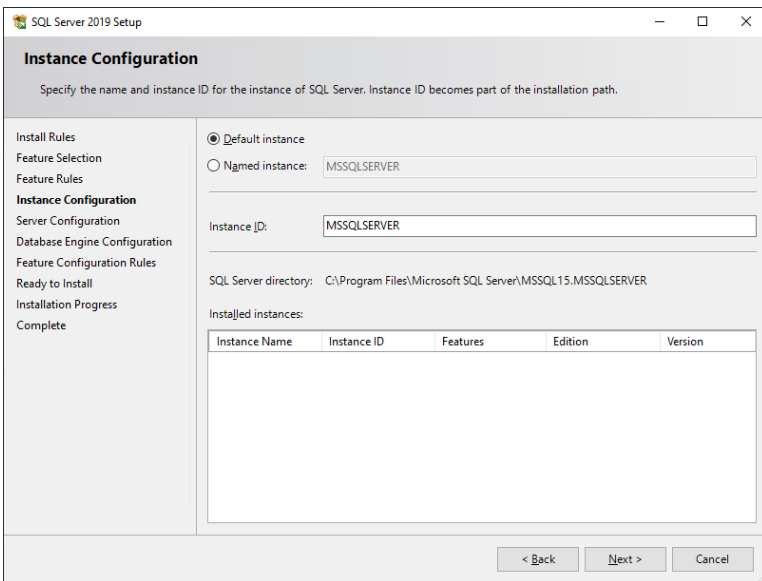 SQL Server 2019 Setup
Instance Configuration
Specify the name and instance ID for the instance of SQL Server. Instance ID becomes part of the installation path.
Install Rules
Feature Selection
Feature Rules
Instance Configuration
Server Configuration
Database Engine Configuration
Feature Configuration Rules
Ready to Install
Installation Progress
Complete
Default instance
Named instance: MSSQLSERVER
Instance ID: MSSQLSERVER
SQL Server directory: C:\Program Files\Microsoft SQL Server\MSSQL15.MSSQLSERVER
Installed instances:
Instance Name Instance ID Features Edition Version
< Back Next > Cancel